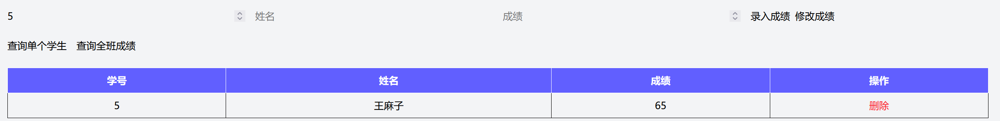 5 姓名 成绩 录入成绩 修改成绩
查询单个学生 查询全班成绩
学号 姓名 成绩 操作
5 王麻子 65 删除